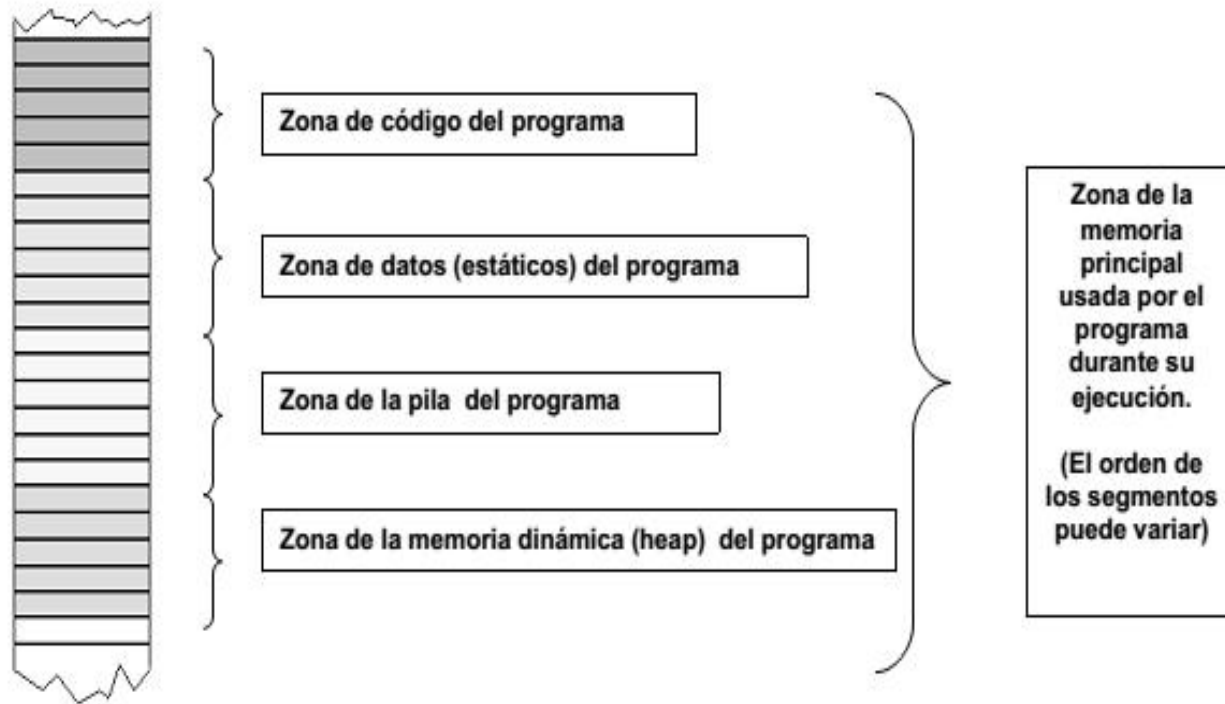 Zona de código del programa
Zona de datos (estáticos) del programa
Zona de la pila del programa
Zona de la memoria dinámica (heap) del programa
Zona de la
memoria
principal
usada por el
programa
durante su
ejecución.
(El orden de
los segmentos
puede variar)